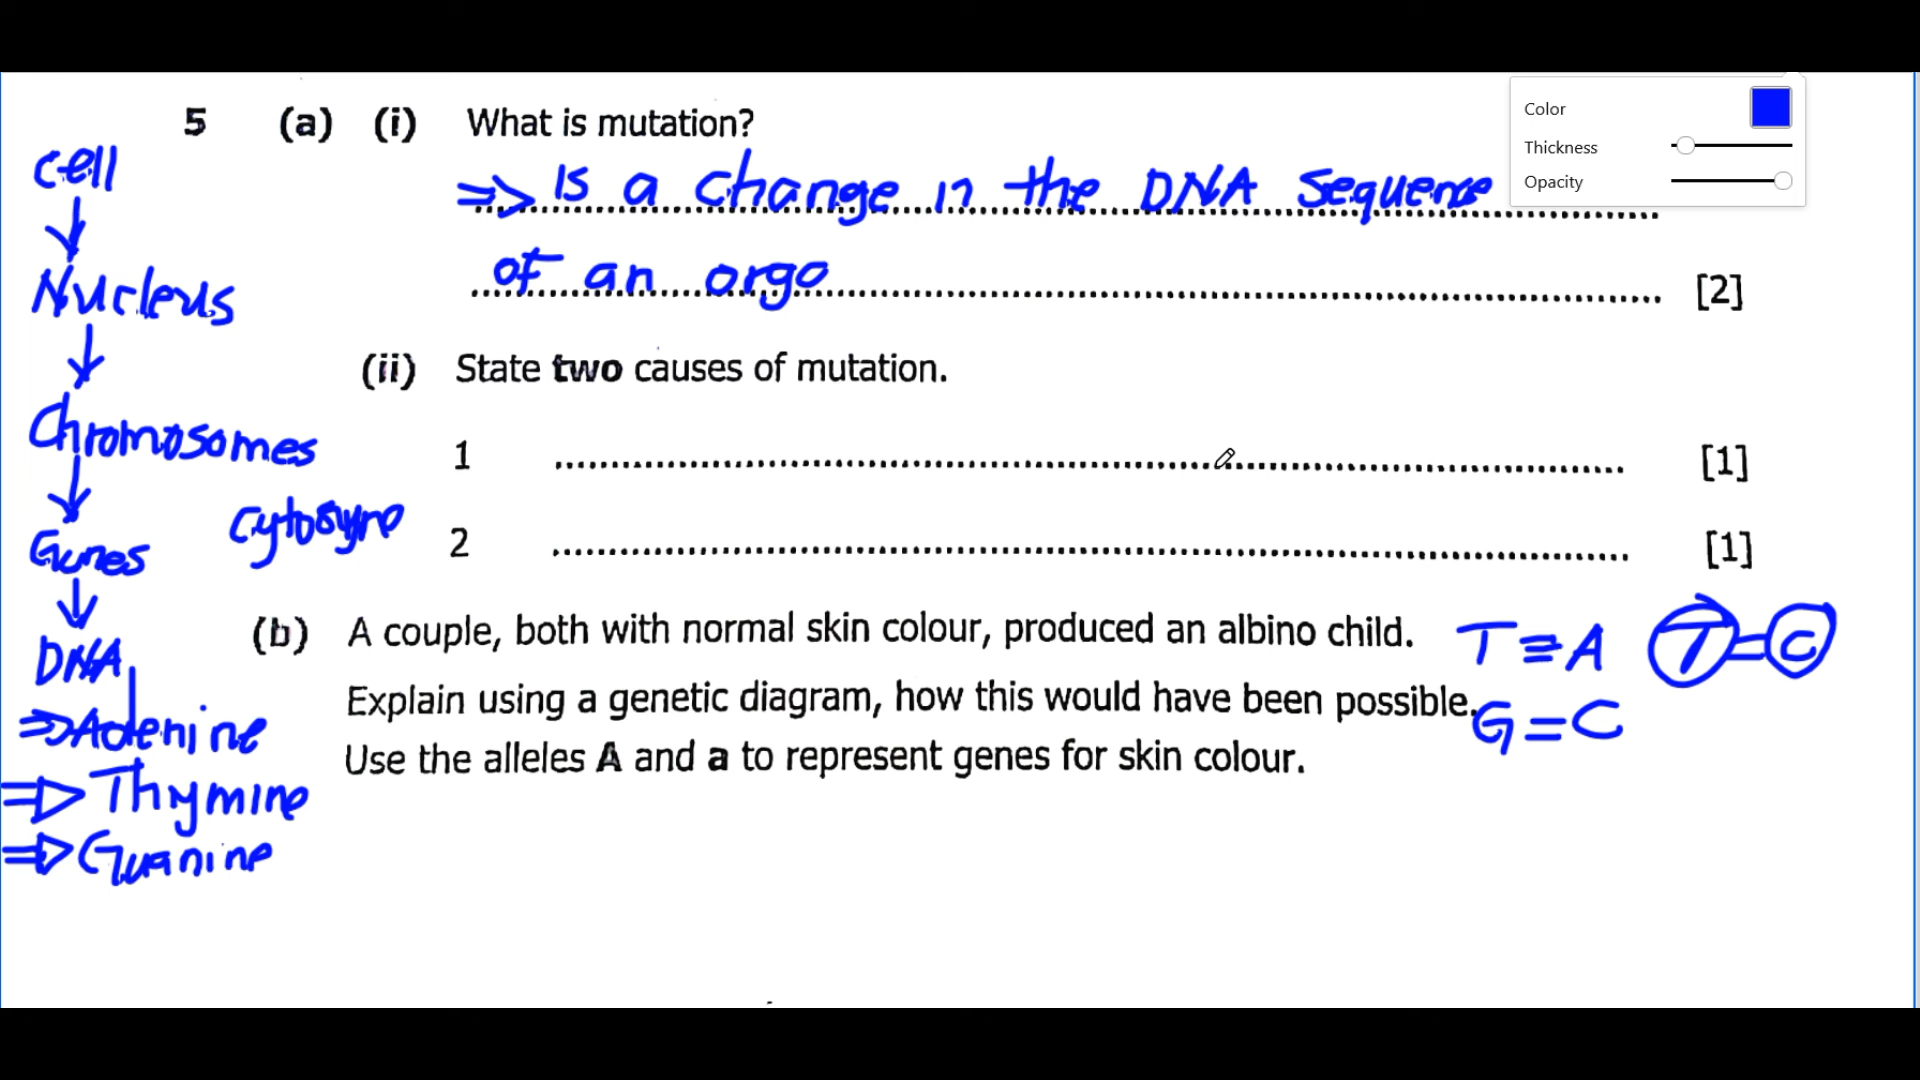 5 (a) (i) What is mutation?
⇒ Is a change in the DNA Sequence
of an orgo [2]
(ii) State two causes of mutation.
1 [1]
2 [1]
(b) A couple, both with normal skin colour, produced an albino child.
Explain using a genetic diagram, how this would have been possible.
Use the alleles A and a to represent genes for skin colour.
Cell
↓
Nucleus
↓
Chromosomes
↓
Genes
↓
DNA
⇒ Adenine
⇒ Thymine
⇒ Guanine
Cytosyne
T ≡ A
G = C
T = C
Color
Thickness
Opacity